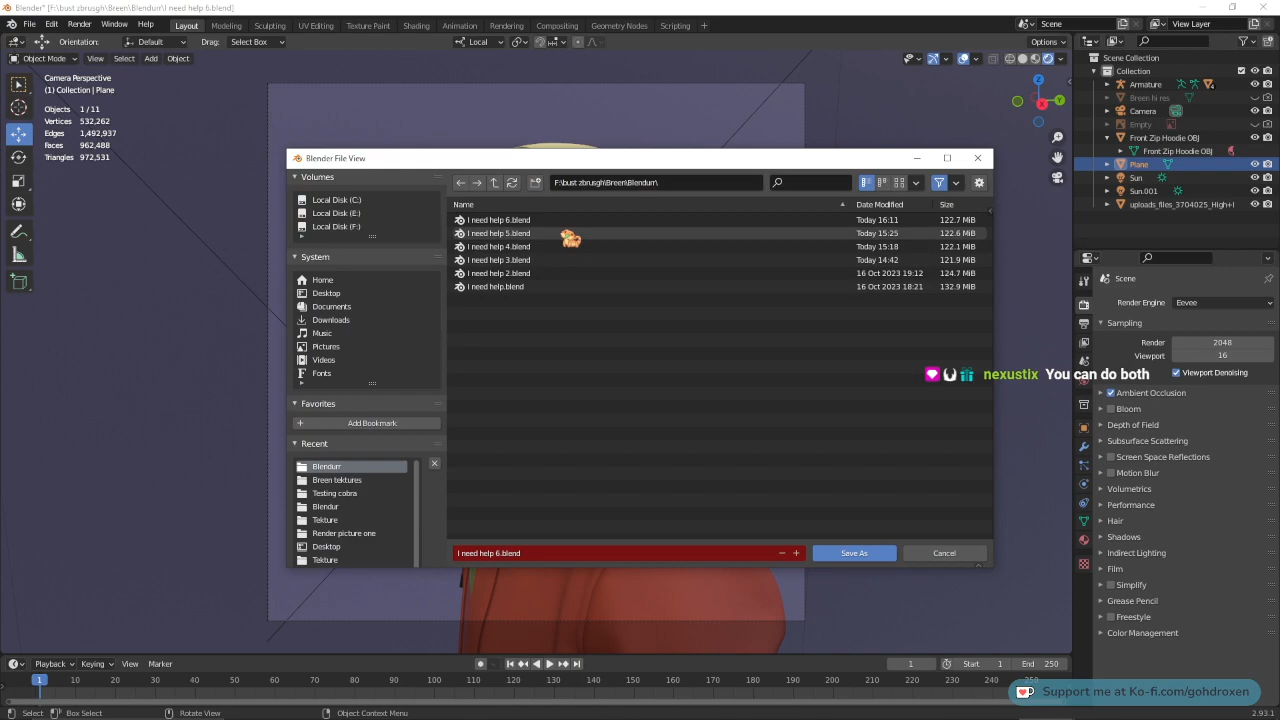 Blender* [F:\bust zbrusgh\Breen\Blendurr\I need help 6.blend]
File Edit Render Window Help Layout Modeling Sculpting UV Editing Texture Paint Shading Animation Rendering Compositing Geometry Nodes Scripting + Scene View Layer
Orientation: Default Drag: Select Box Local Options
Object Mode View Select Add Object
Camera Perspective
(1) Collection | Plane
Objects 1/11
Vertices 532,262
Edges 1,492,937
Faces 962,488
Triangles 972,531
Z
Y
X
Blender File View
Volumes
Local Disk (C:)
Local Disk (E:)
Local Disk (F:)
System
Home
Desktop
Documents
Downloads
Music
Pictures
Videos
Fonts
Favorites
Add Bookmark
Recent
Blendurr
Breen tektures
Testing cobra
Blendur
Tekture
Render picture one
Desktop
Tekture
F:\bust zbrusgh\Breen\Blendurr\
Name Date Modified Size
I need help 6.blend Today 16:11 122.7 MiB
I need help 5.blend Today 15:25 122.6 MiB
I need help 4.blend Today 15:18 122.1 MiB
I need help 3.blend Today 14:42 121.9 MiB
I need help 2.blend 16 Oct 2023 19:12 124.7 MiB
I need help.blend 16 Oct 2023 18:21 132.9 MiB
I need help 6.blend Save As Cancel
nexustix You can do both
Scene Collection
Collection
Armature
Breen hi res
Camera
Empty
Front Zip Hoodie OBJ
Front Zip Hoodie OBJ
Plane
Sun
Sun.001
uploads_files_3704025_High+I
Scene
Render Engine Eevee
Sampling
Render 2048
Viewport 16
Viewport Denoising
Ambient Occlusion
Bloom
Depth of Field
Subsurface Scattering
Screen Space Reflections
Motion Blur
Volumetrics
Performance
Hair
Shadows
Indirect Lighting
Film
Simplify
Grease Pencil
Freestyle
Color Management
Playback Keying View Marker 1 Start 1 End 250
1 10 20 30 40 50 60 70 80 90 100 110 120 130 140 150 160 170 180 190 200 210 220 230 240 250
Support me at Ko-fi.com/gohdroxen
Select Box Select Rotate View Object Context Menu 2.93.1